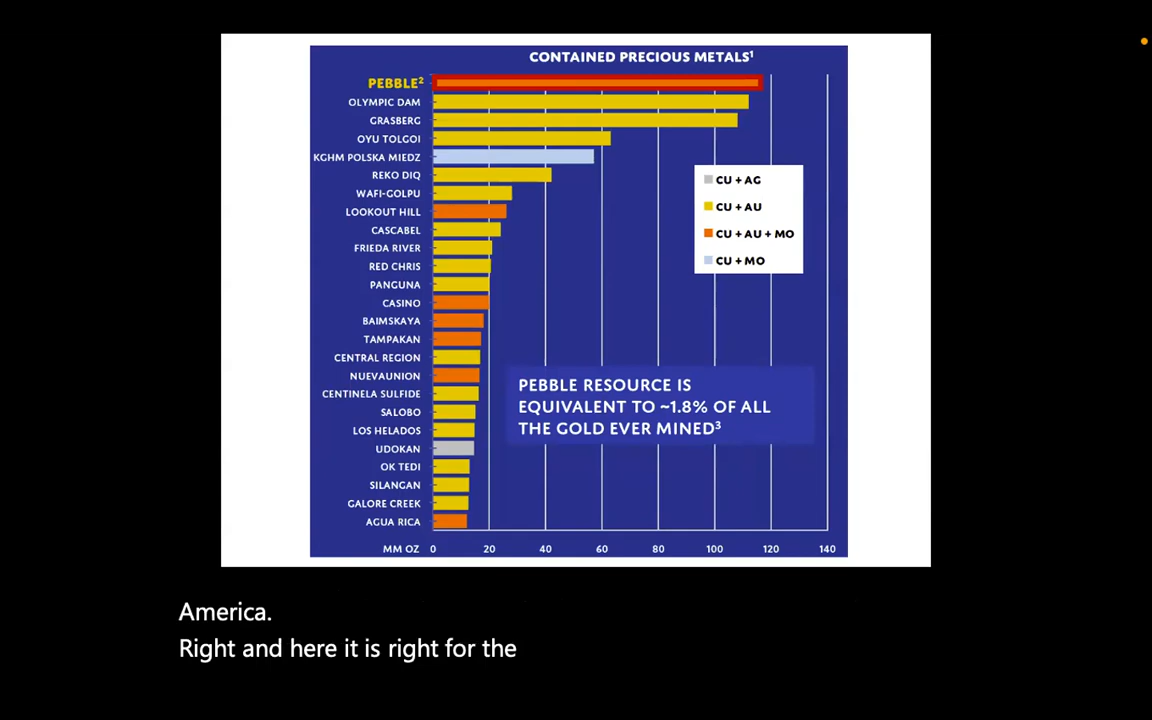 CONTAINED PRECIOUS METALS¹
PEBBLE²
OLYMPIC DAM
GRASBERG
OYU TOLGOI
KGHM POLSKA MIEDZ
REKO DIQ
WAFI-GOLPU
LOOKOUT HILL
CASCABEL
FRIEDA RIVER
RED CHRIS
PANGUNA
CASINO
BAIMSKAYA
TAMPAKAN
CENTRAL REGION
NUEVAUNION
CENTINELA SULFIDE
SALOBO
LOS HELADOS
UDOKAN
OK TEDI
SILANGAN
GALORE CREEK
AGUA RICA
CU + AG
CU + AU
CU + AU + MO
CU + MO
PEBBLE RESOURCE IS
EQUIVALENT TO ~1.8% OF ALL
THE GOLD EVER MINED³
MM OZ 0 20 40 60 80 100 120 140
America.
Right and here it is right for the